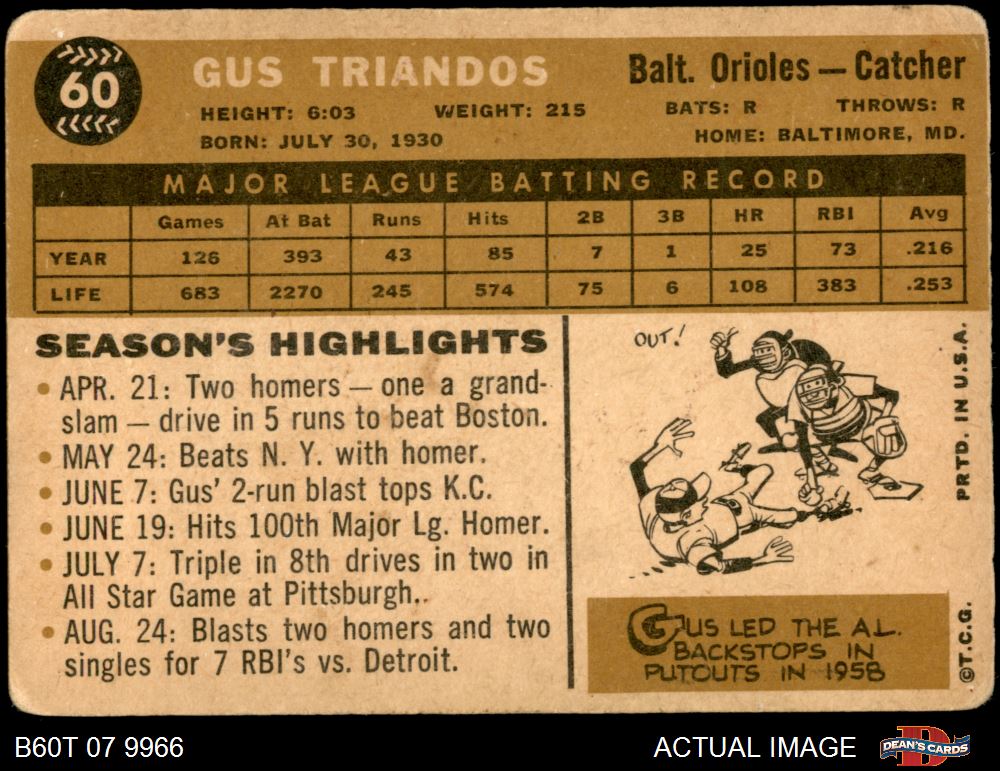 60
GUS TRIANDOS
Balt. Orioles — Catcher
HEIGHT: 6:03 WEIGHT: 215 BATS: R THROWS: R
BORN: JULY 30, 1930 HOME: BALTIMORE, MD.
MAJOR LEAGUE BATTING RECORD
Games At Bat Runs Hits 2B 3B HR RBI Avg
YEAR 126 393 43 85 7 1 25 73 .216
LIFE 683 2270 245 574 75 6 108 383 .253
SEASON'S HIGHLIGHTS
• APR. 21: Two homers — one a grand-
slam — drive in 5 runs to beat Boston.
• MAY 24: Beats N. Y. with homer.
• JUNE 7: Gus' 2-run blast tops K.C.
• JUNE 19: Hits 100th Major Lg. Homer.
• JULY 7: Triple in 8th drives in two in
All Star Game at Pittsburgh..
• AUG. 24: Blasts two homers and two
singles for 7 RBI's vs. Detroit.
OUT!
GUS LED THE A.L.
BACKSTOPS IN
PUTOUTS IN 1958
PRTD. IN U.S.A.
©T.C.G.
B60T 07 9966
ACTUAL IMAGE
DEAN'S CARDS